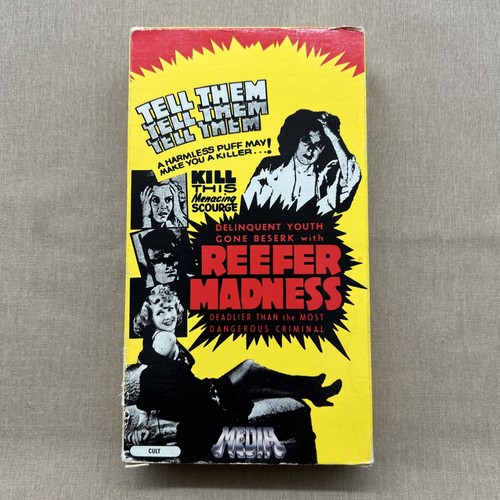 TELL THEM
TELL THEM
TELL THEM
A HARMLESS PUFF MAY
MAKE YOU A KILLER...!
KILL
THIS
Menacing
SCOURGE
DELINQUENT YOUTH
GONE BESERK with
REEFER
MADNESS
DEADLIER THAN the MOST
DANGEROUS CRIMINAL
MEDIA
CULT